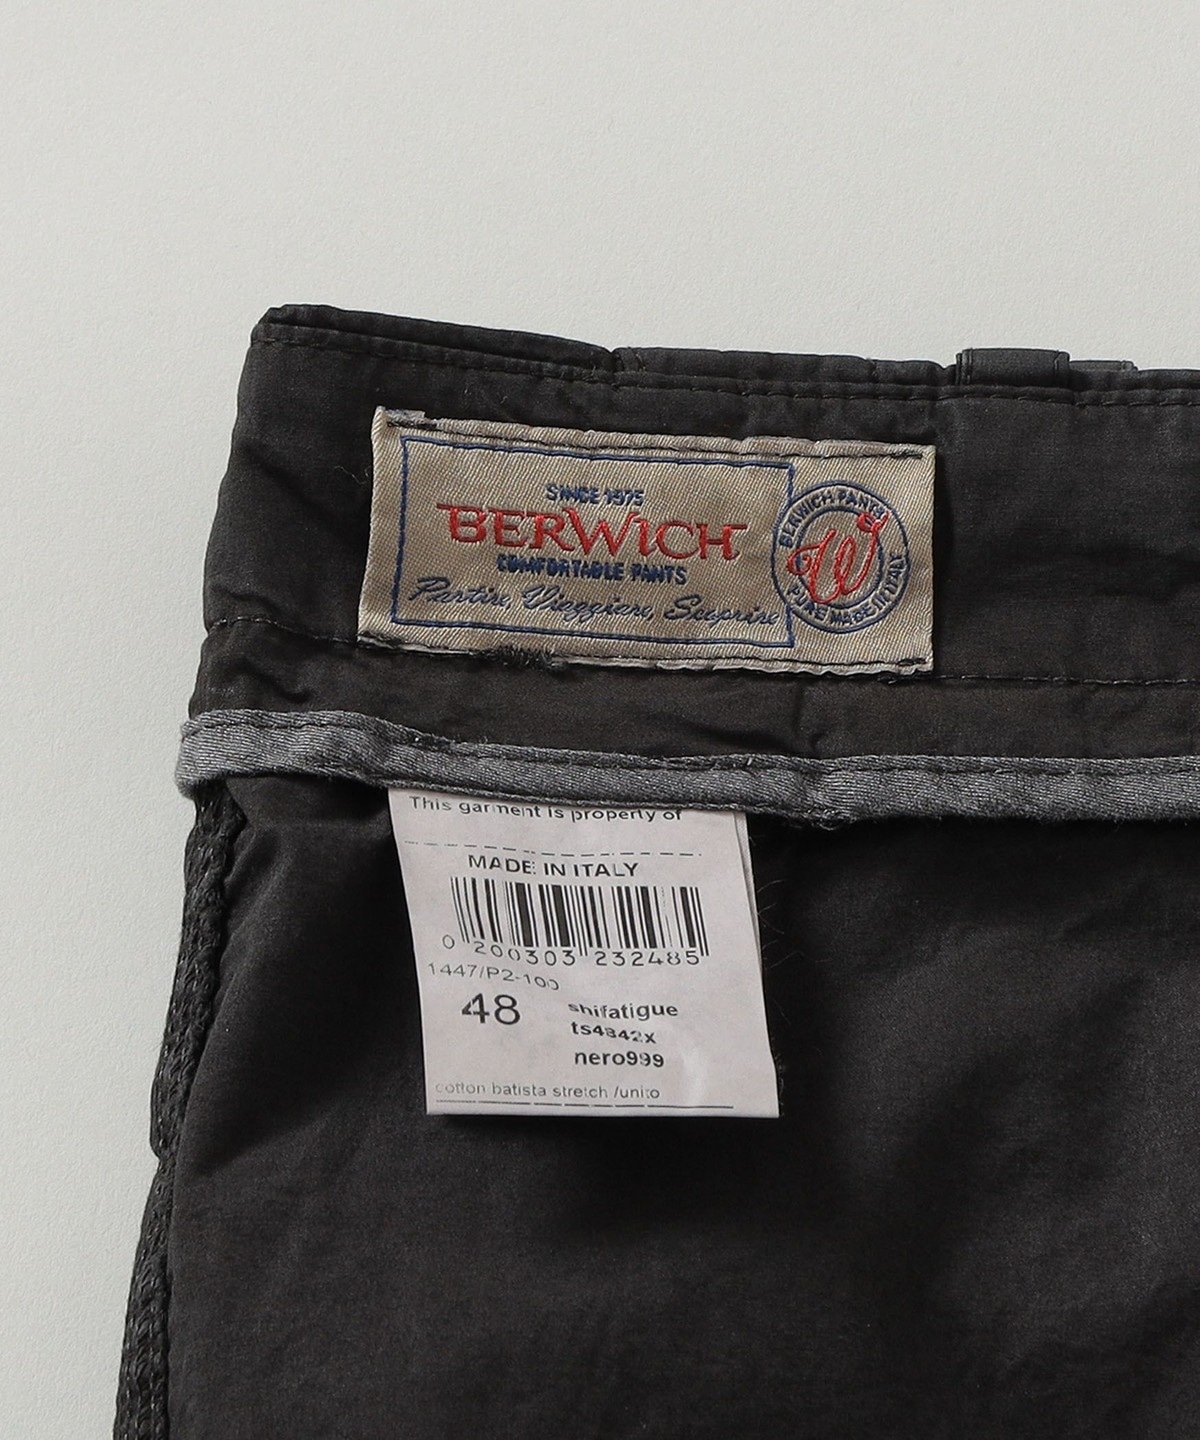 SINCE 1975
BERWICH
COMFORTABLE PANTS
Partire, Viaggiare, Scoprire
BERWICH PANTS
W
PURE MADE IN ITALY
This garment is property of
MADE IN ITALY
0 200303 232485
1447/P2-100
48
shifatigue
ts4842x
nero999
cotton batista stretch /unito